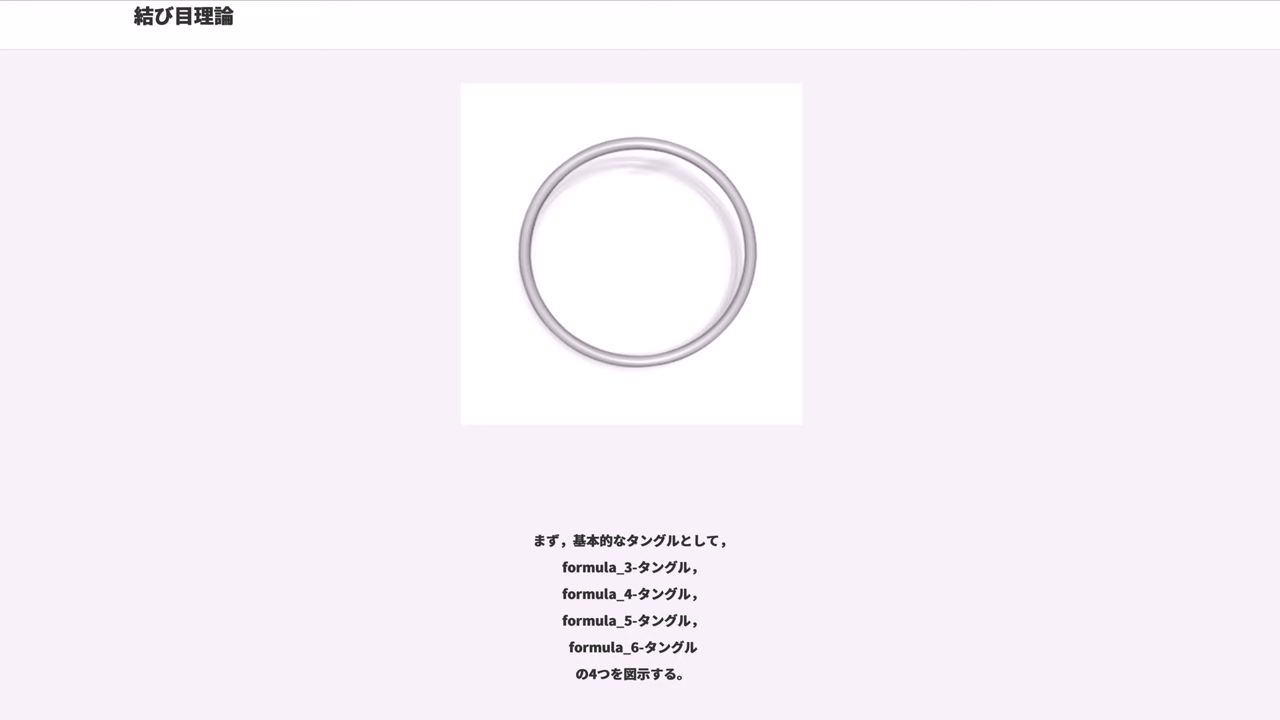 結び目理論
まず，基本的なタングルとして，
formula_3-タングル，
formula_4-タングル，
formula_5-タングル，
formula_6-タングル
の4つを図示する。